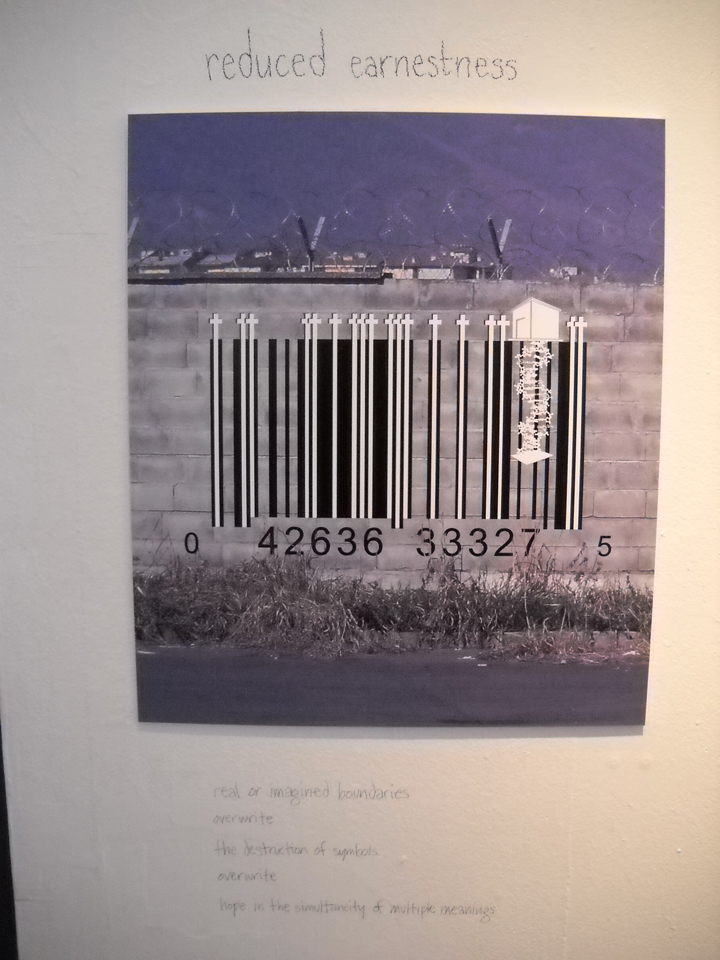 reduced earnestness
0 42636 33327 5
real or imagined boundaries
overwrite
the destruction of symbols
overwrite
hope in the simultaneity of multiple meanings